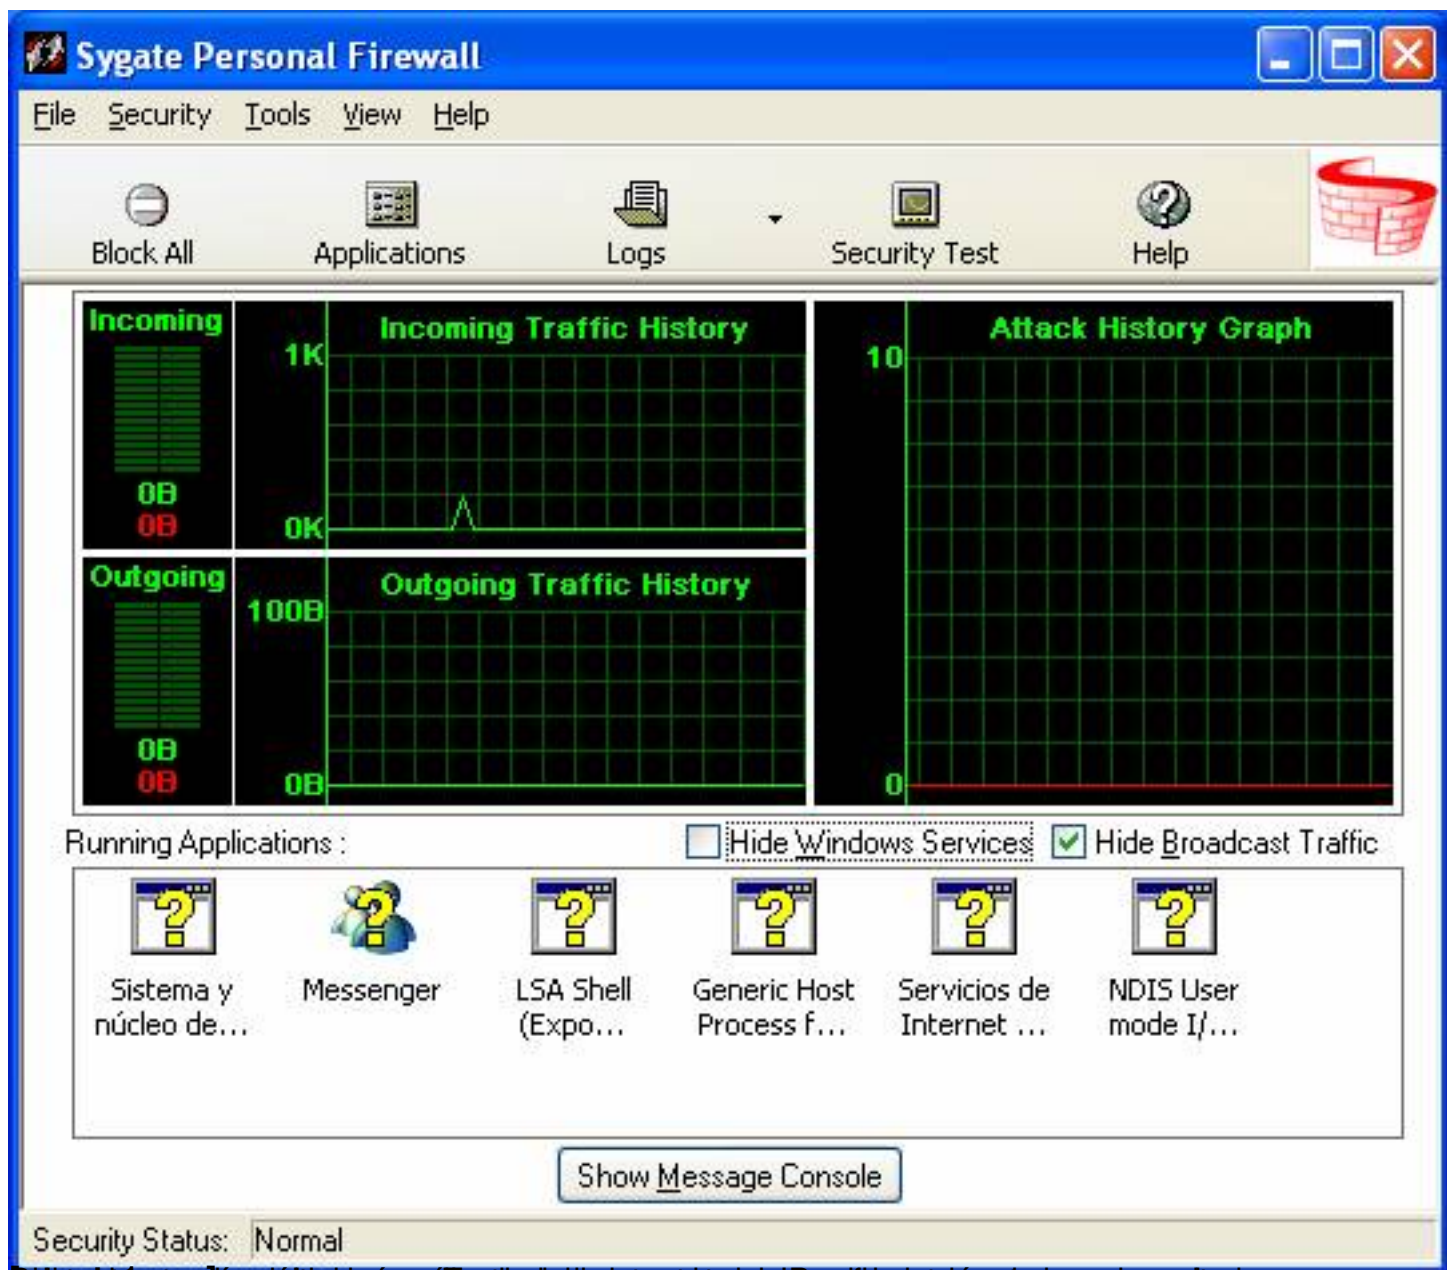 Sygate Personal Firewall
File Security Tools View Help
Block All Applications Logs Security Test Help
Incoming
0B
0B
Incoming Traffic History
1K
0K
Outgoing
0B
0B
Outgoing Traffic History
100B
0B
Attack History Graph
10
0
Running Applications :
Hide Windows Services
Hide Broadcast Traffic
Sistema y
núcleo de...
Messenger
LSA Shell
(Expo...
Generic Host
Process f...
Servicios de
Internet ...
NDIS User
mode I/...
Show Message Console
Security Status: Normal